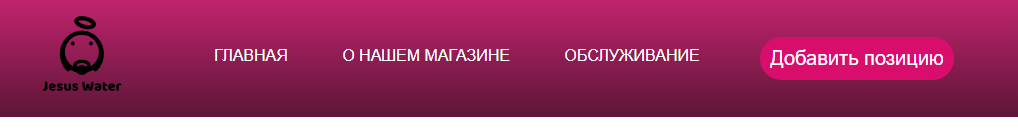 Jesus Water
ГЛАВНАЯ
О НАШЕМ МАГАЗИНЕ
ОБСЛУЖИВАНИЕ
Добавить позицию